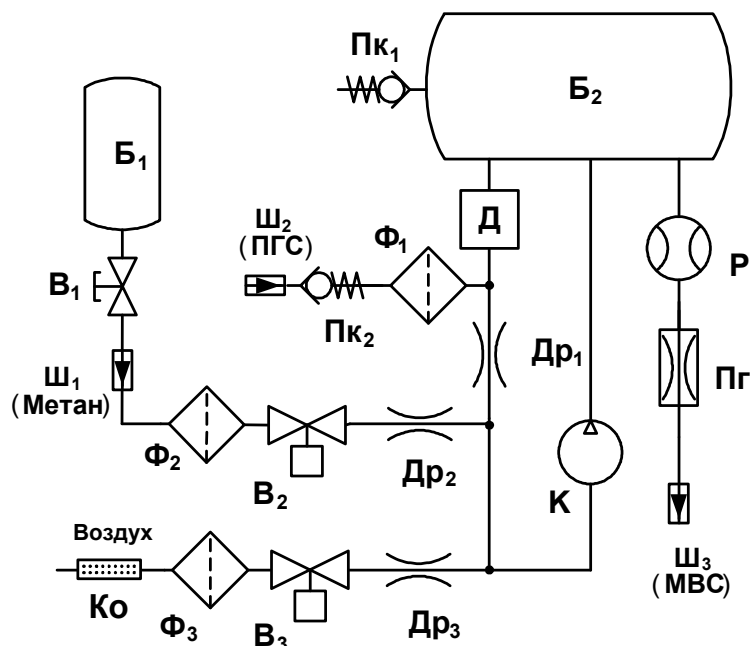 Пк₁
Б₂
Б₁
Ш₂
(ПГС)
Ф₁
Д
Р
В₁
Пк₂
Др₁
Пг
Ш₁
(Метан)
Ф₂
В₂
Др₂
К
Воздух
Ко
Ф₃
В₃
Др₃
Ш₃
(МВС)